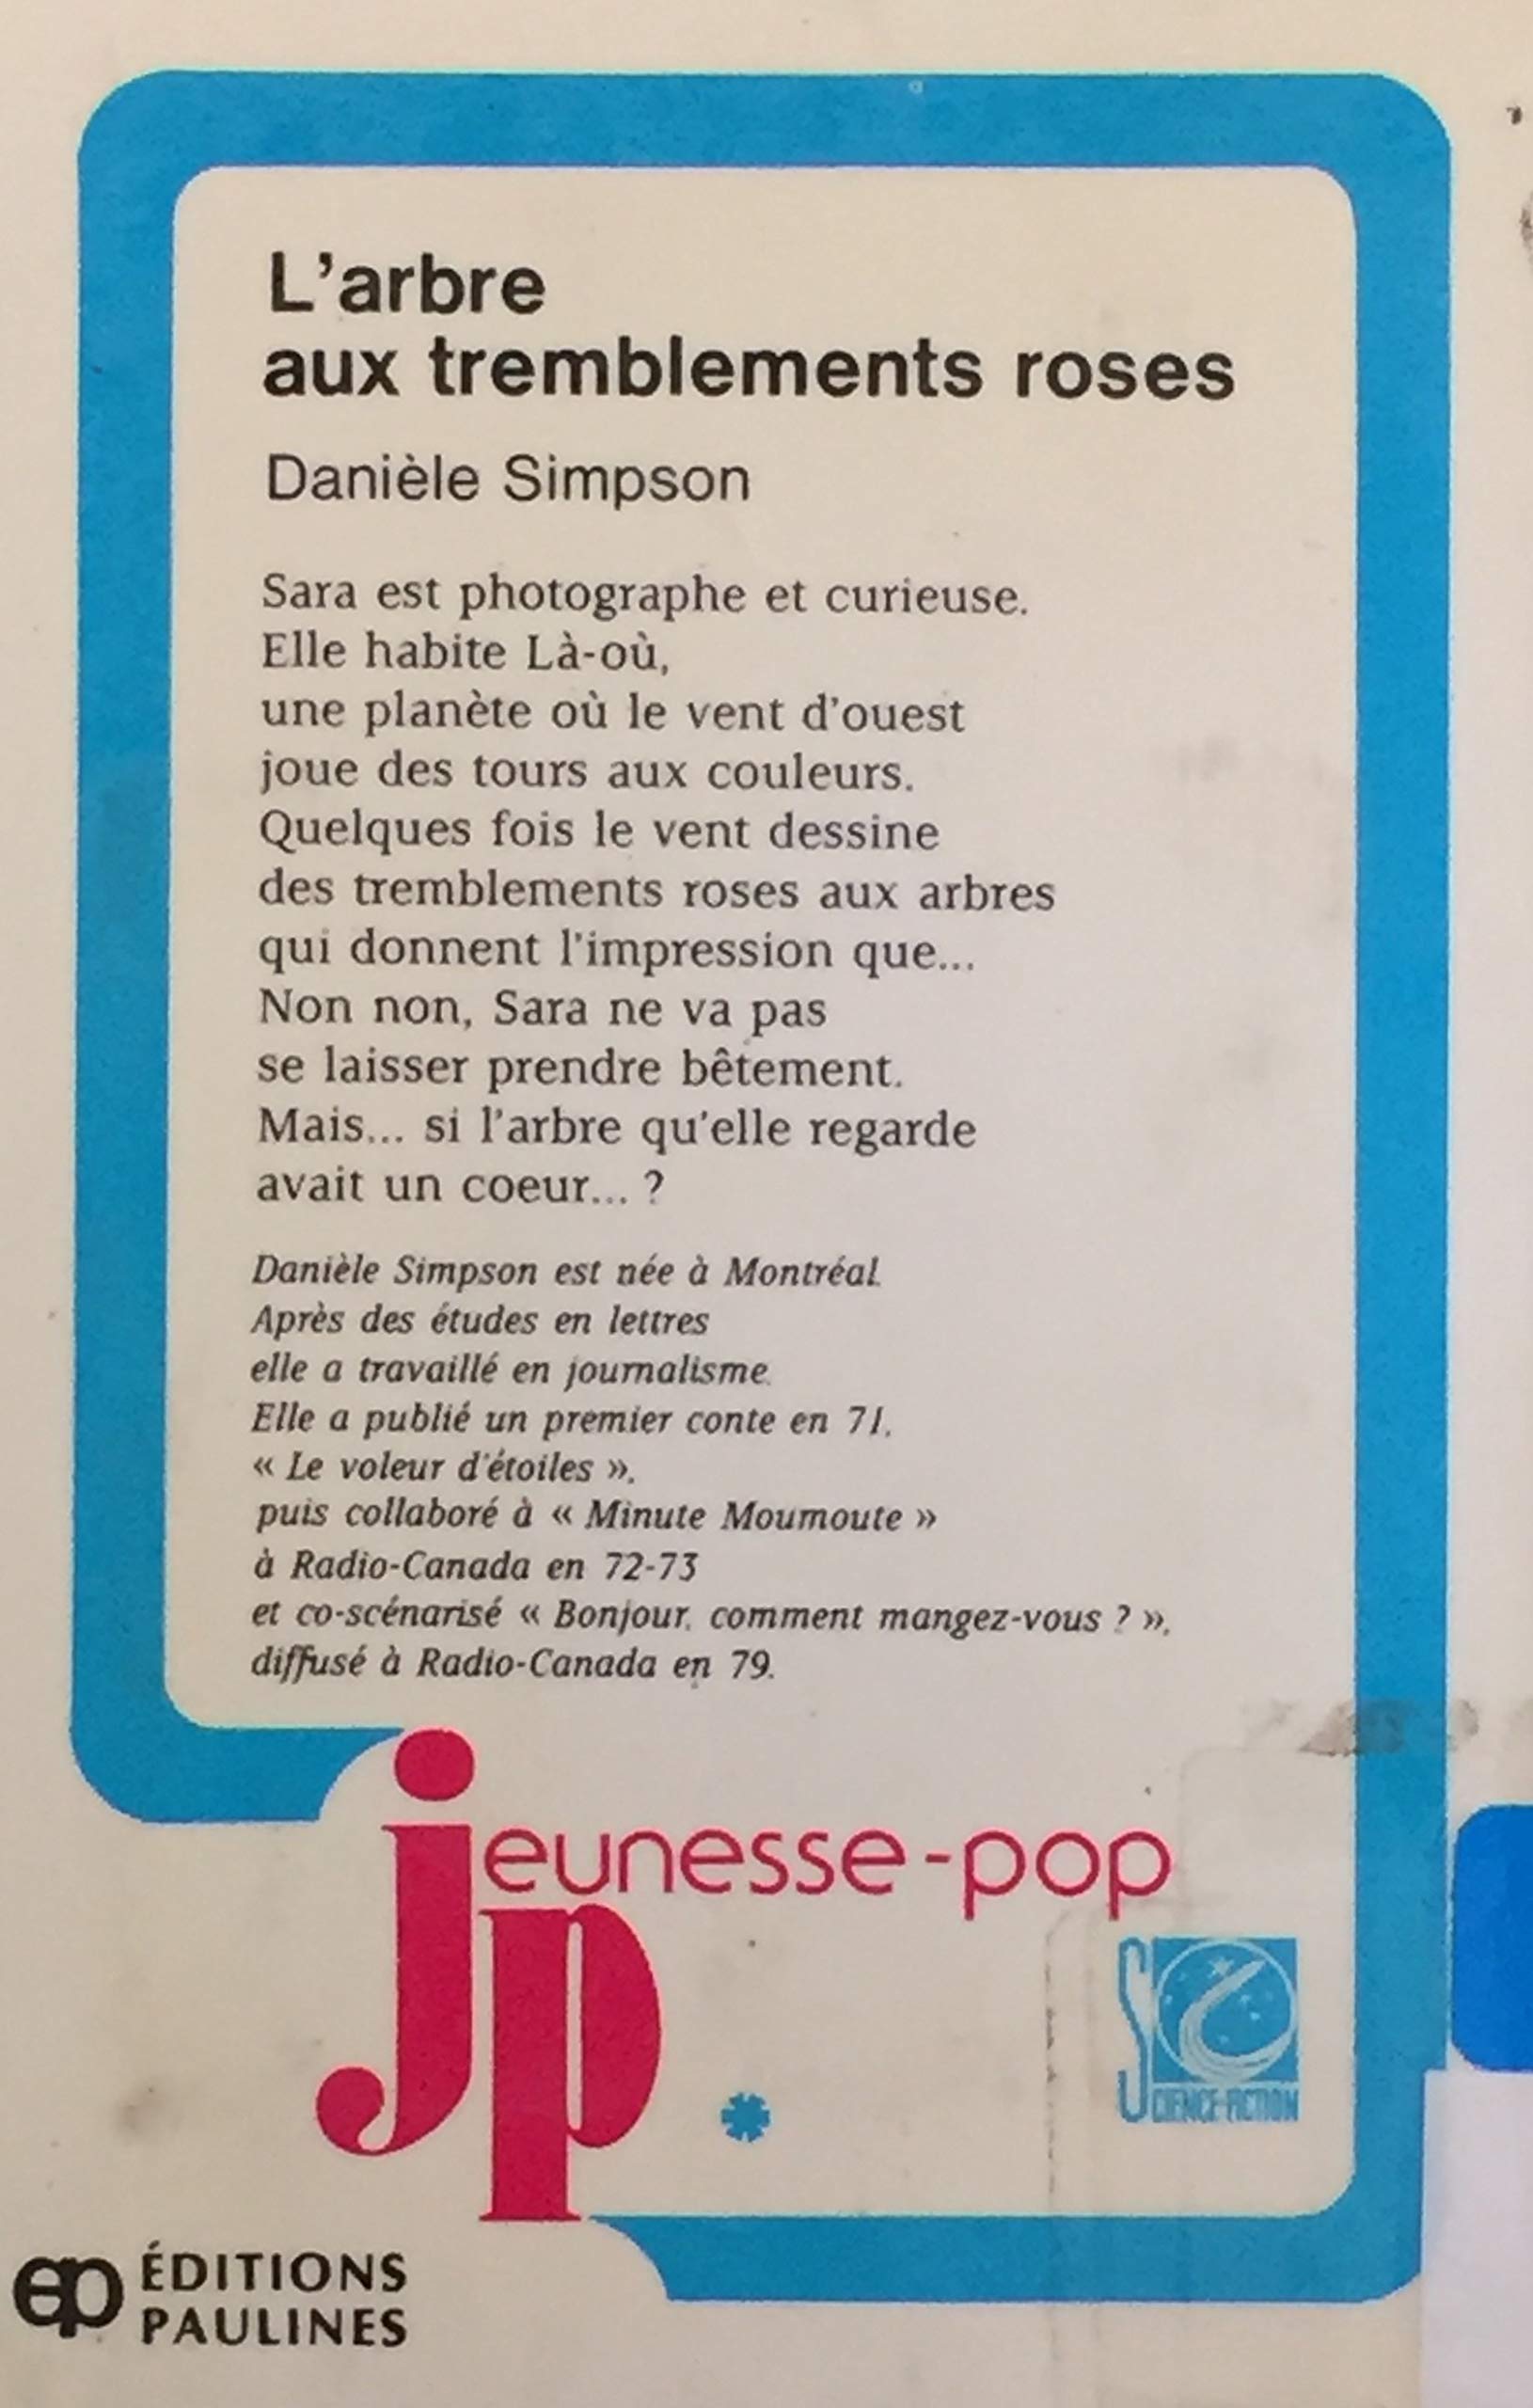 L'arbre
aux tremblements roses
Danièle Simpson
Sara est photographe et curieuse.
Elle habite Là-où,
une planète où le vent d'ouest
joue des tours aux couleurs.
Quelques fois le vent dessine
des tremblements roses aux arbres
qui donnent l'impression que...
Non non, Sara ne va pas
se laisser prendre bêtement.
Mais... si l'arbre qu'elle regarde
avait un coeur... ?
Danièle Simpson est née à Montréal.
Après des études en lettres
elle a travaillé en journalisme.
Elle a publié un premier conte en 71,
« Le voleur d'étoiles »,
puis collaboré à « Minute Moumoute »
à Radio-Canada en 72-73
et co-scénarisé « Bonjour, comment mangez-vous ? »,
diffusé à Radio-Canada en 79.
jeunesse-pop
jp
SCIENCE-FICTION
ep ÉDITIONS
PAULINES